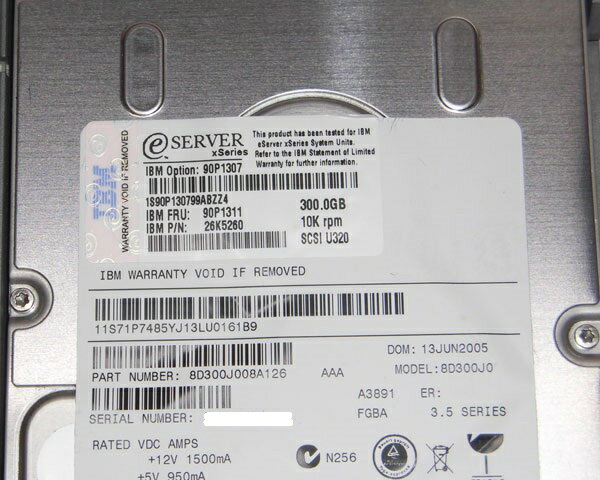 e SERVER
xSeries
This product has been tested for IBM
eServer xSeries System Units.
Refer to the IBM Statement of Limited
Warranty for further information.
WARRANTY VOID IF REMOVED
IBM
IBM Option: 90P1307
1S90P130799ABZZ4
IBM FRU: 90P1311
IBM P/N: 26K5260
300.0GB
10K rpm
SCSI U320
IBM WARRANTY VOID IF REMOVED
11S71P7485YJ13LU0161B9
DOM: 13JUN2005
PART NUMBER: 8D300J008A126 AAA MODEL:8D300J0
A3891 ER:
SERIAL NUMBER: FGBA 3.5 SERIES
RATED VDC AMPS
+12V 1500mA
+5V 950mA
N256